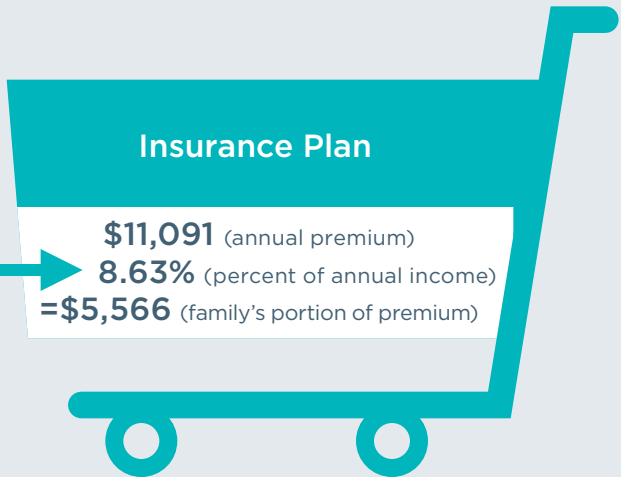 Insurance Plan
$11,091 (annual premium)
8.63% (percent of annual income)
=$5,566 (family’s portion of premium)